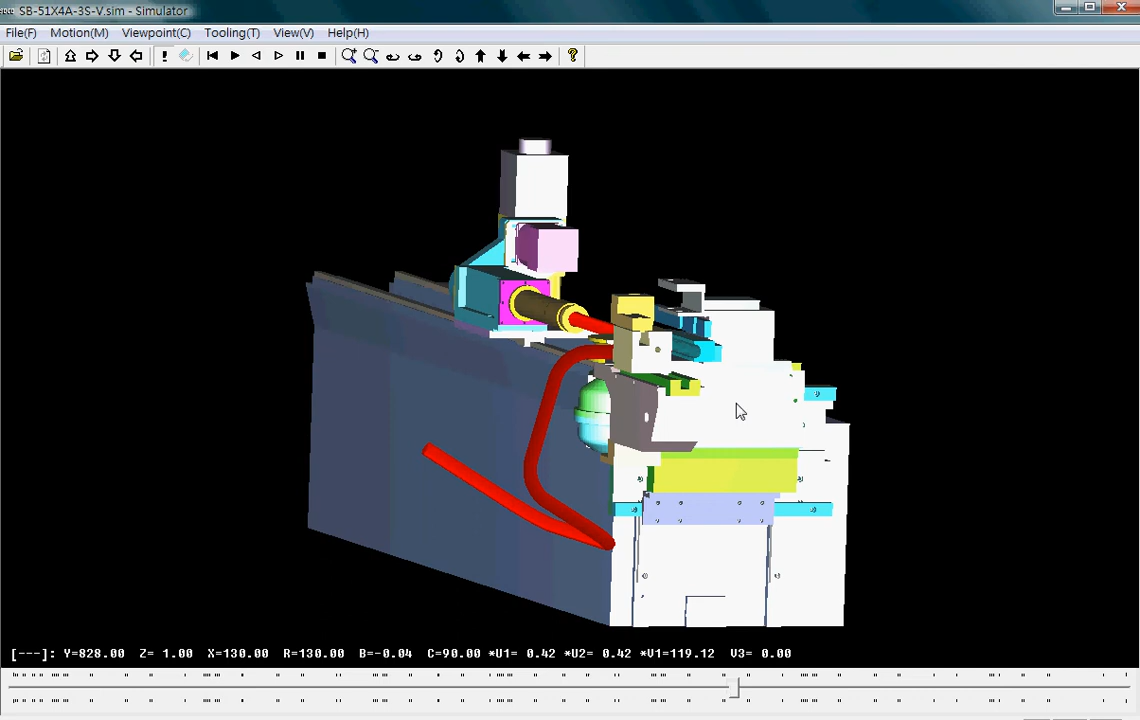 SB-51X4A-3S-V.sim - Simulator
File(F) Motion(M) Viewpoint(C) Tooling(T) View(V) Help(H)
[---]: Y=828.00 Z= 1.00 X=130.00 R=130.00 B=-0.04 C=90.00 *U1= 0.42 *U2= 0.42 *V1=119.12 V3= 0.00